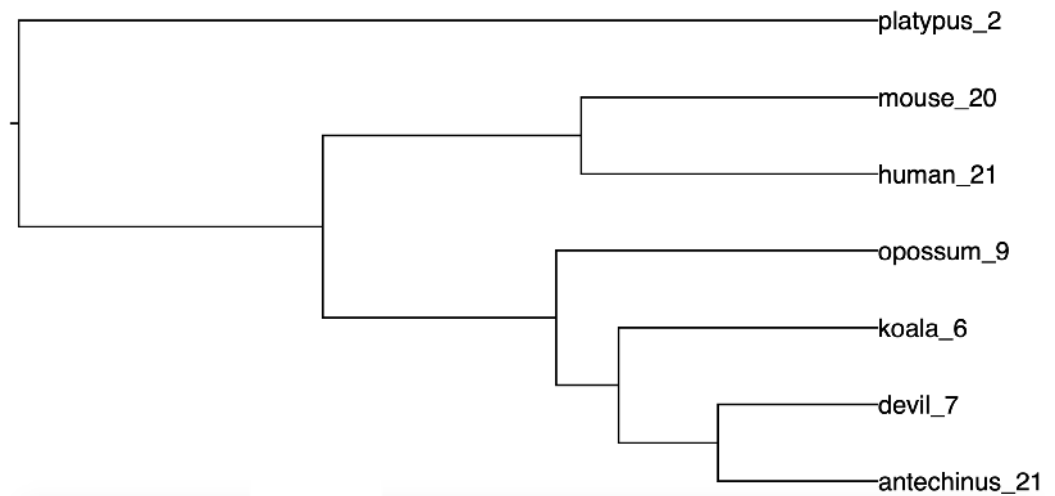 platypus_2
mouse_20
human_21
opossum_9
koala_6
devil_7
antechinus_21